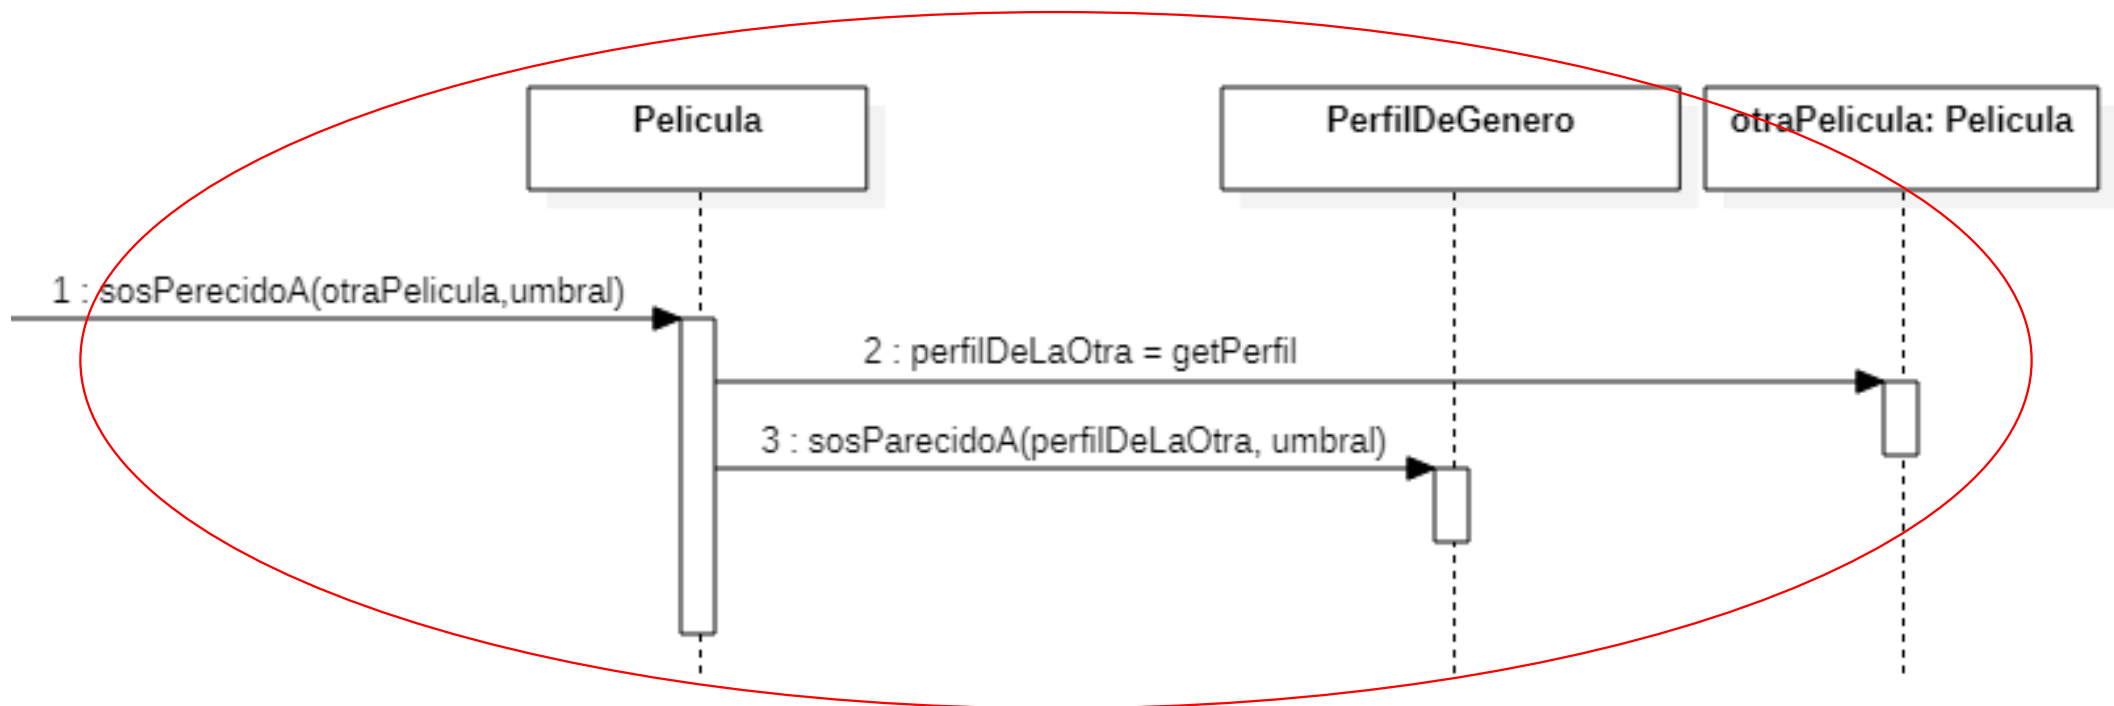 Pelicula
PerfilDeGenero
otraPelicula: Pelicula
1 : sosPerecidoA(otraPelicula,umbral)
2 : perfilDeLaOtra = getPerfil
3 : sosParecidoA(perfilDeLaOtra, umbral)